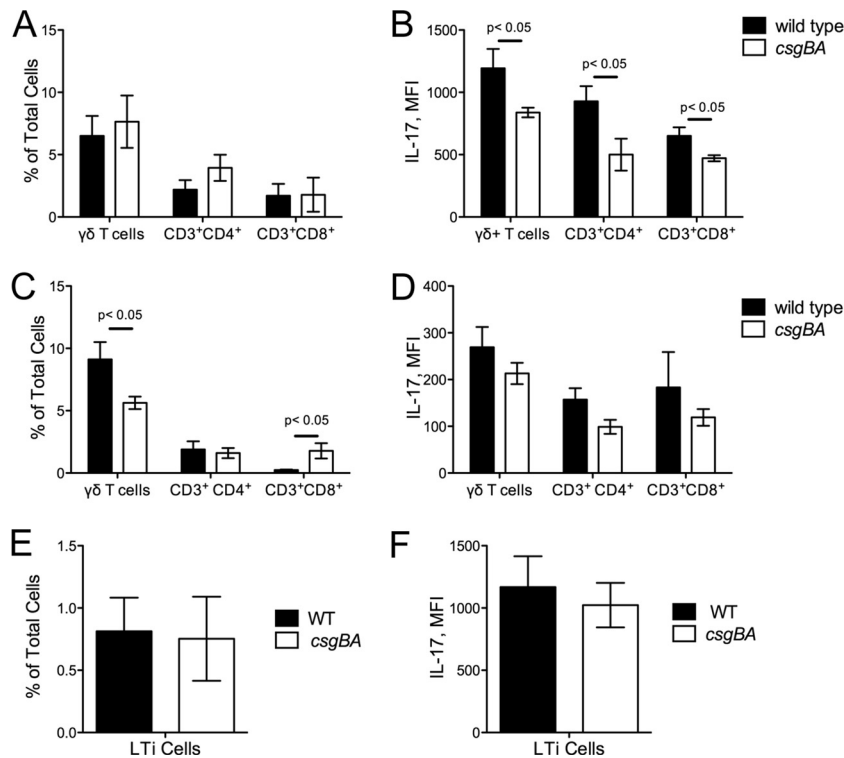 A
% of Total Cells
15
10
5
0
γδ T cells
CD3⁺CD4⁺
CD3⁺CD8⁺
B
IL-17, MFI
1500
1000
500
0
p< 0.05
p< 0.05
p< 0.05
γδ+ T cells
CD3⁺CD4⁺
CD3⁺CD8⁺
wild type
csgBA
C
% of Total Cells
15
10
5
0
p< 0.05
p< 0.05
γδ T cells
CD3⁺ CD4⁺
CD3⁺CD8⁺
D
IL-17, MFI
400
300
200
100
0
γδ T cells
CD3⁺ CD4⁺
CD3⁺CD8⁺
wild type
csgBA
E
% of Total Cells
1.5
1.0
0.5
0.0
LTi Cells
WT
csgBA
F
IL-17, MFI
1500
1000
500
0
LTi Cells
WT
csgBA